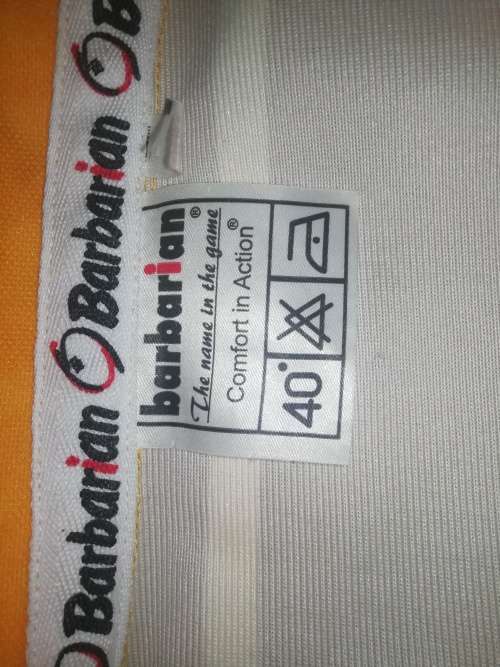 Barbarian
Barbarian
Barbarian
B
barbarian®
The name in the game
Comfort in Action®
40°